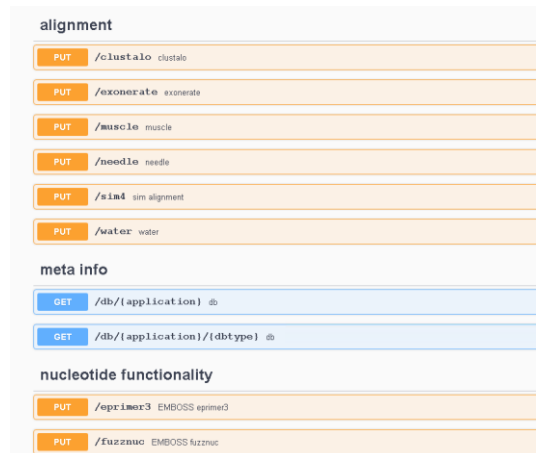 alignment
PUT /clustalo clustalo
PUT /exonerate exonerate
PUT /muscle muscle
PUT /needle needle
PUT /sim4 sim alignment
PUT /water water
meta info
GET /db/{application} db
GET /db/{application}/{dbtype} db
nucleotide functionality
PUT /eprimer3 EMBOSS eprimer3
PUT /fuzznuc EMBOSS fuzznuc